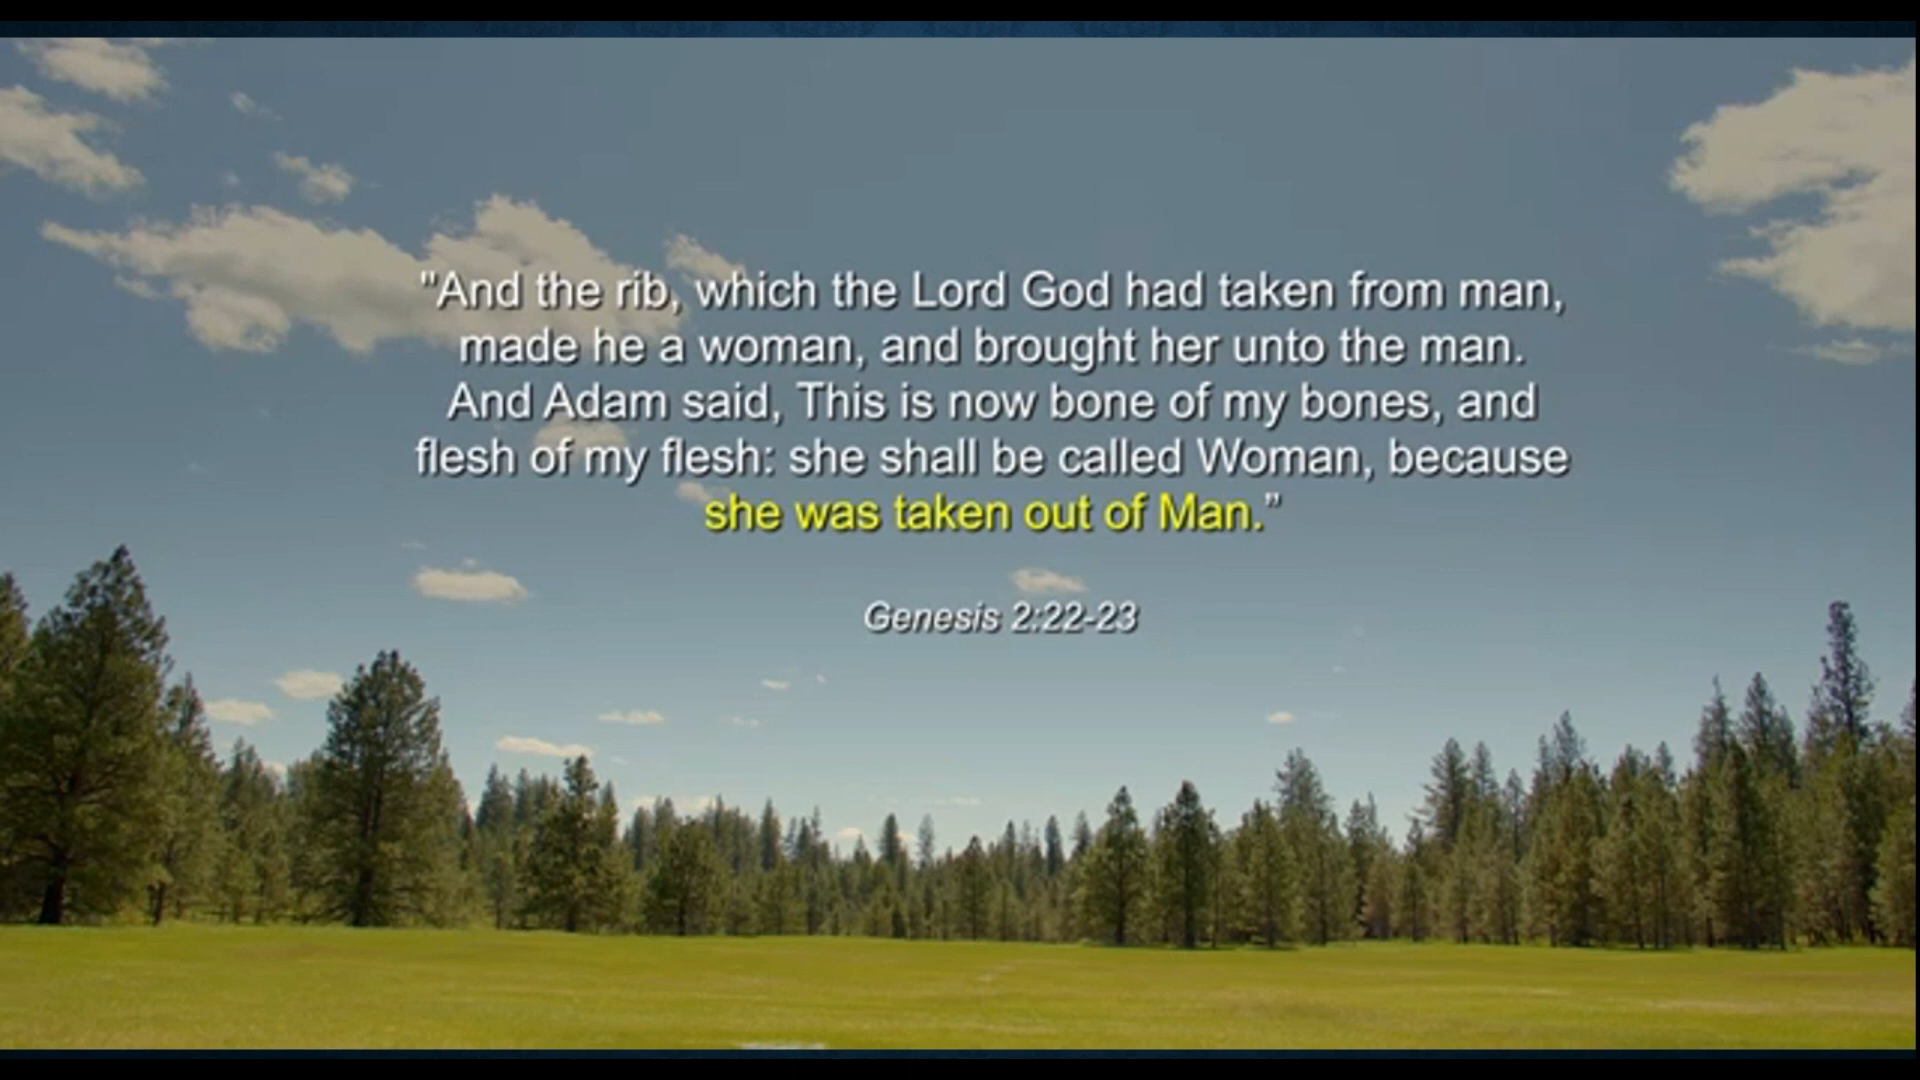 "And the rib, which the Lord God had taken from man,
made he a woman, and brought her unto the man.
And Adam said, This is now bone of my bones, and
flesh of my flesh: she shall be called Woman, because
she was taken out of Man.”
Genesis 2:22-23